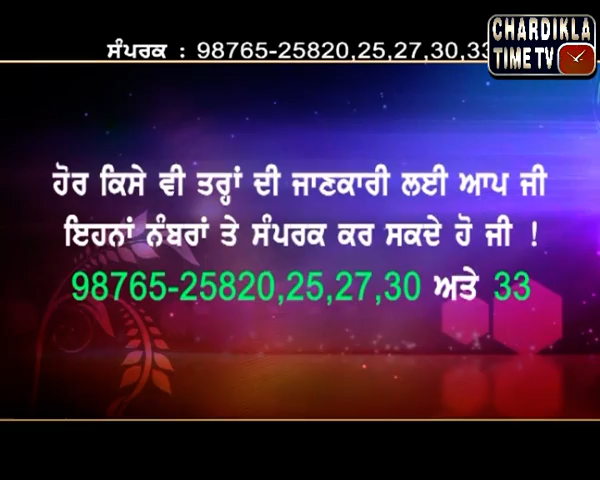 ਸੰਪਰਕ : 98765-25820,25,27,30,33
CHARDIKLA
TIME TV
ਹੋਰ ਕਿਸੇ ਵੀ ਤਰ੍ਹਾਂ ਦੀ ਜਾਣਕਾਰੀ ਲਈ ਆਪ ਜੀ
ਇਹਨਾਂ ਨੰਬਰਾਂ ਤੇ ਸੰਪਰਕ ਕਰ ਸਕਦੇ ਹੋ ਜੀ !
98765-25820,25,27,30 ਅਤੇ 33